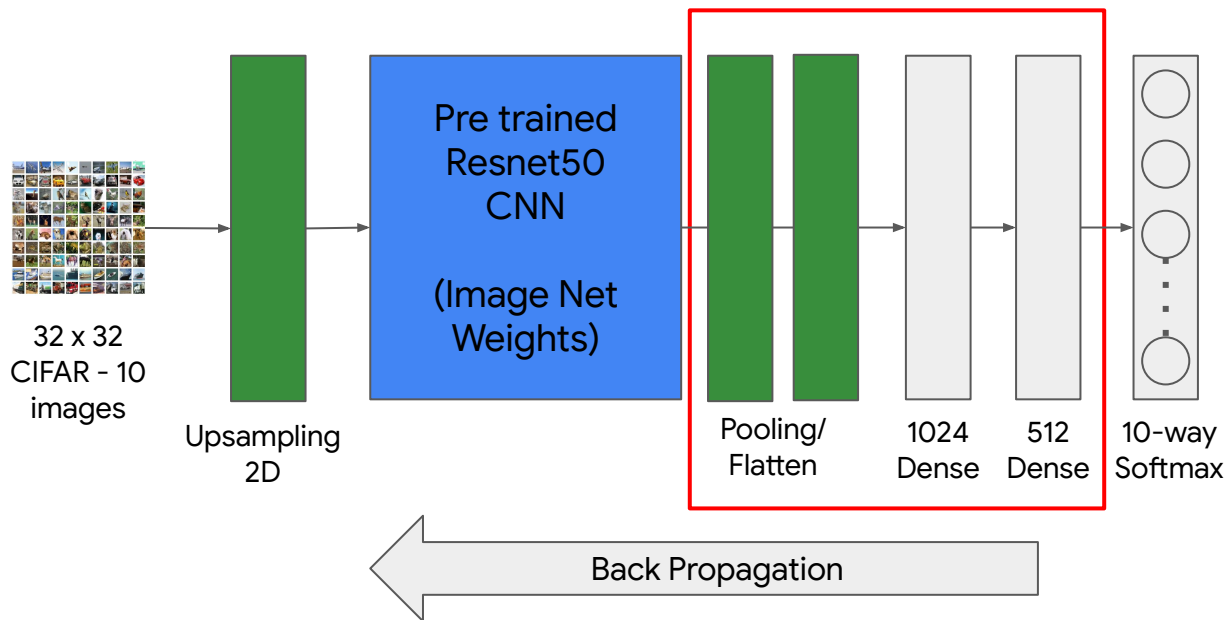 32 x 32
CIFAR - 10
images
Upsampling
2D
Pre trained
Resnet50
CNN
(Image Net
Weights)
Pooling/
Flatten
1024
Dense
512
Dense
10-way
Softmax
Back Propagation